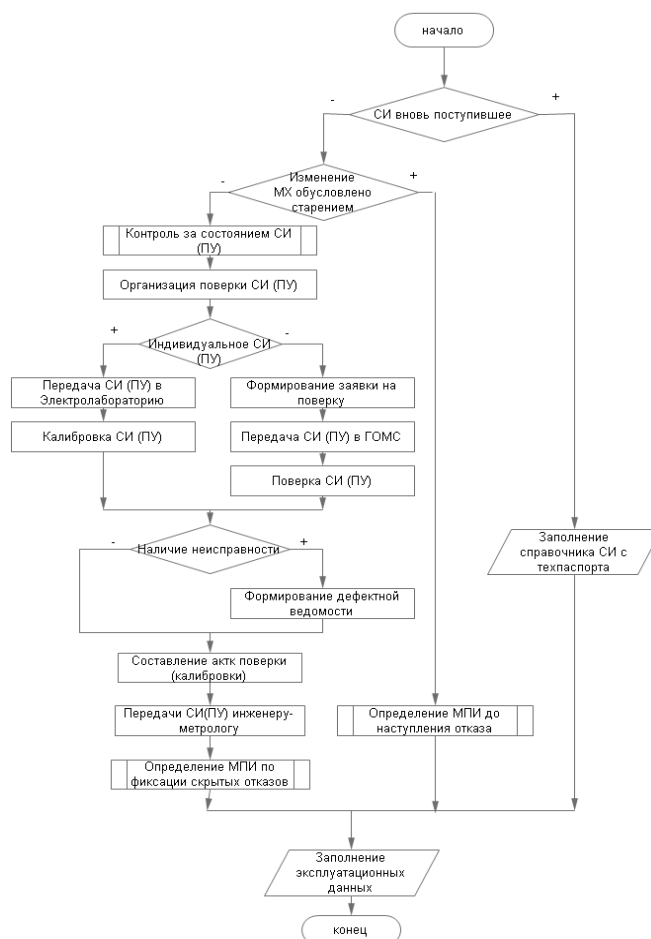 начало
СИ вновь поступившее
-
+
Изменение
МХ обусловлено
старением
-
+
Контроль за состоянием СИ
(ПУ)
Организация поверки СИ (ПУ)
Индивидуальное СИ
(ПУ)
+
-
Передача СИ (ПУ) в
Электролабораторию
Формирование заявки на
поверку
Калибровка СИ (ПУ)
Передача СИ (ПУ) в ГОМС
Поверка СИ (ПУ)
Наличие неисправности
-
+
Заполнение
справочника СИ с
техпаспорта
Формирование дефектной
ведомости
Составление актк поверки
(калибровки)
Передачи СИ(ПУ) инженеру-
метрологу
Определение МПИ до
наступления отказа
Определение МПИ по
фиксации скрытых отказов
Заполнение
эксплуатационных
данных
конец